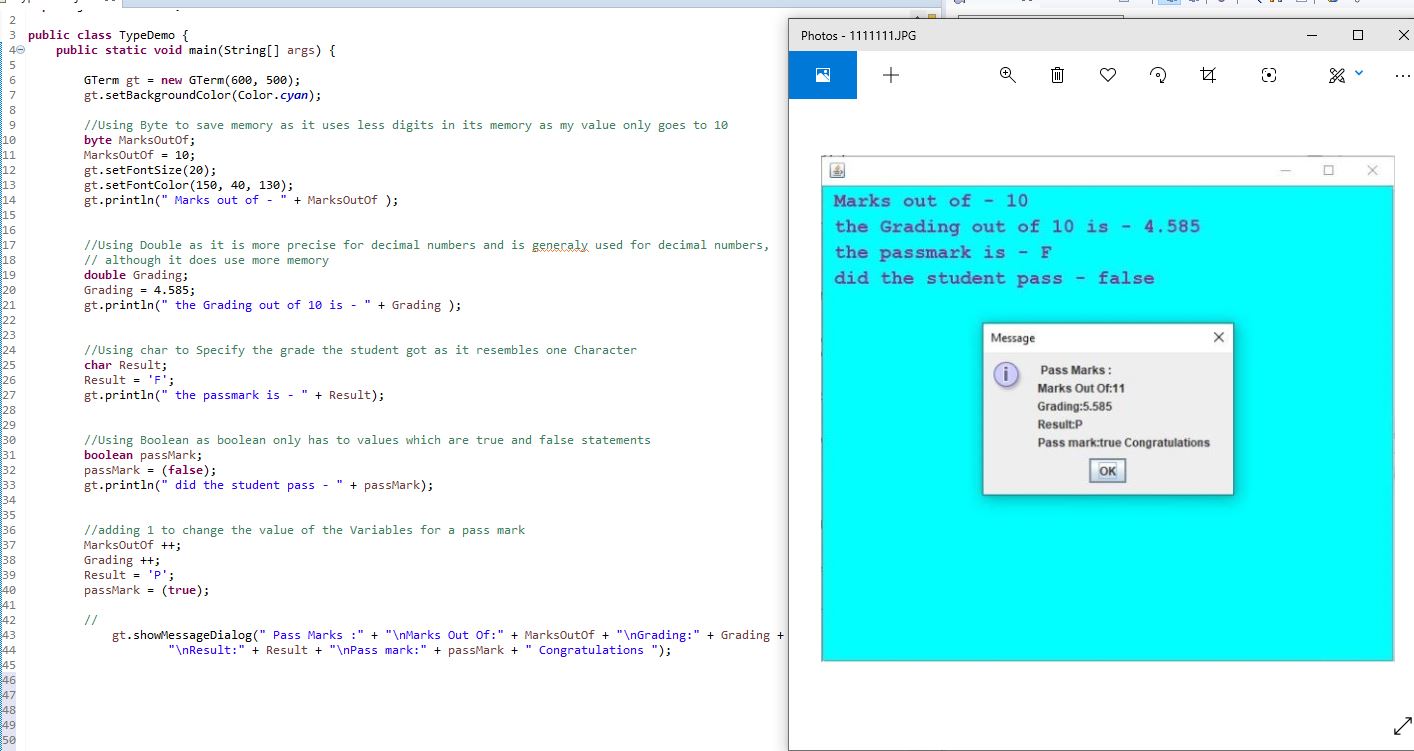 2
3 public class TypeDemo {
4 public static void main(String[] args) {
5
6 GTerm gt = new GTerm(600, 500);
7 gt.setBackgroundColor(Color.cyan);
8
9 //Using Byte to save memory as it uses less digits in its memory as my value only goes to 10
10 byte MarksOutOf;
11 MarksOutOf = 10;
12 gt.setFontSize(20);
13 gt.setFontColor(150, 40, 130);
14 gt.println(" Marks out of - " + MarksOutOf );
15
16
17 //Using Double as it is more precise for decimal numbers and is generaly used for decimal numbers,
18 // although it does use more memory
19 double Grading;
20 Grading = 4.585;
21 gt.println(" the Grading out of 10 is - " + Grading );
22
23
24 //Using char to Specify the grade the student got as it resembles one Character
25 char Result;
26 Result = 'F';
27 gt.println(" the passmark is - " + Result);
28
29
30 //Using Boolean as boolean only has to values which are true and false statements
31 boolean passMark;
32 passMark = (false);
33 gt.println(" did the student pass - " + passMark);
34
35
36 //adding 1 to change the value of the Variables for a pass mark
37 MarksOutOf ++;
38 Grading ++;
39 Result = 'P';
40 passMark = (true);
41
42 //
43 gt.showMessageDialog(" Pass Marks :" + "\nMarks Out Of:" + MarksOutOf + "\nGrading:" + Grading +
44 "\nResult:" + Result + "\nPass mark:" + passMark + " Congratulations ");
45
46
47
48
49
50
Photos - 1111111.JPG
Marks out of - 10
the Grading out of 10 is - 4.585
the passmark is - F
did the student pass - false
Message
Pass Marks :
Marks Out Of:11
Grading:5.585
Result:P
Pass mark:true Congratulations
OK